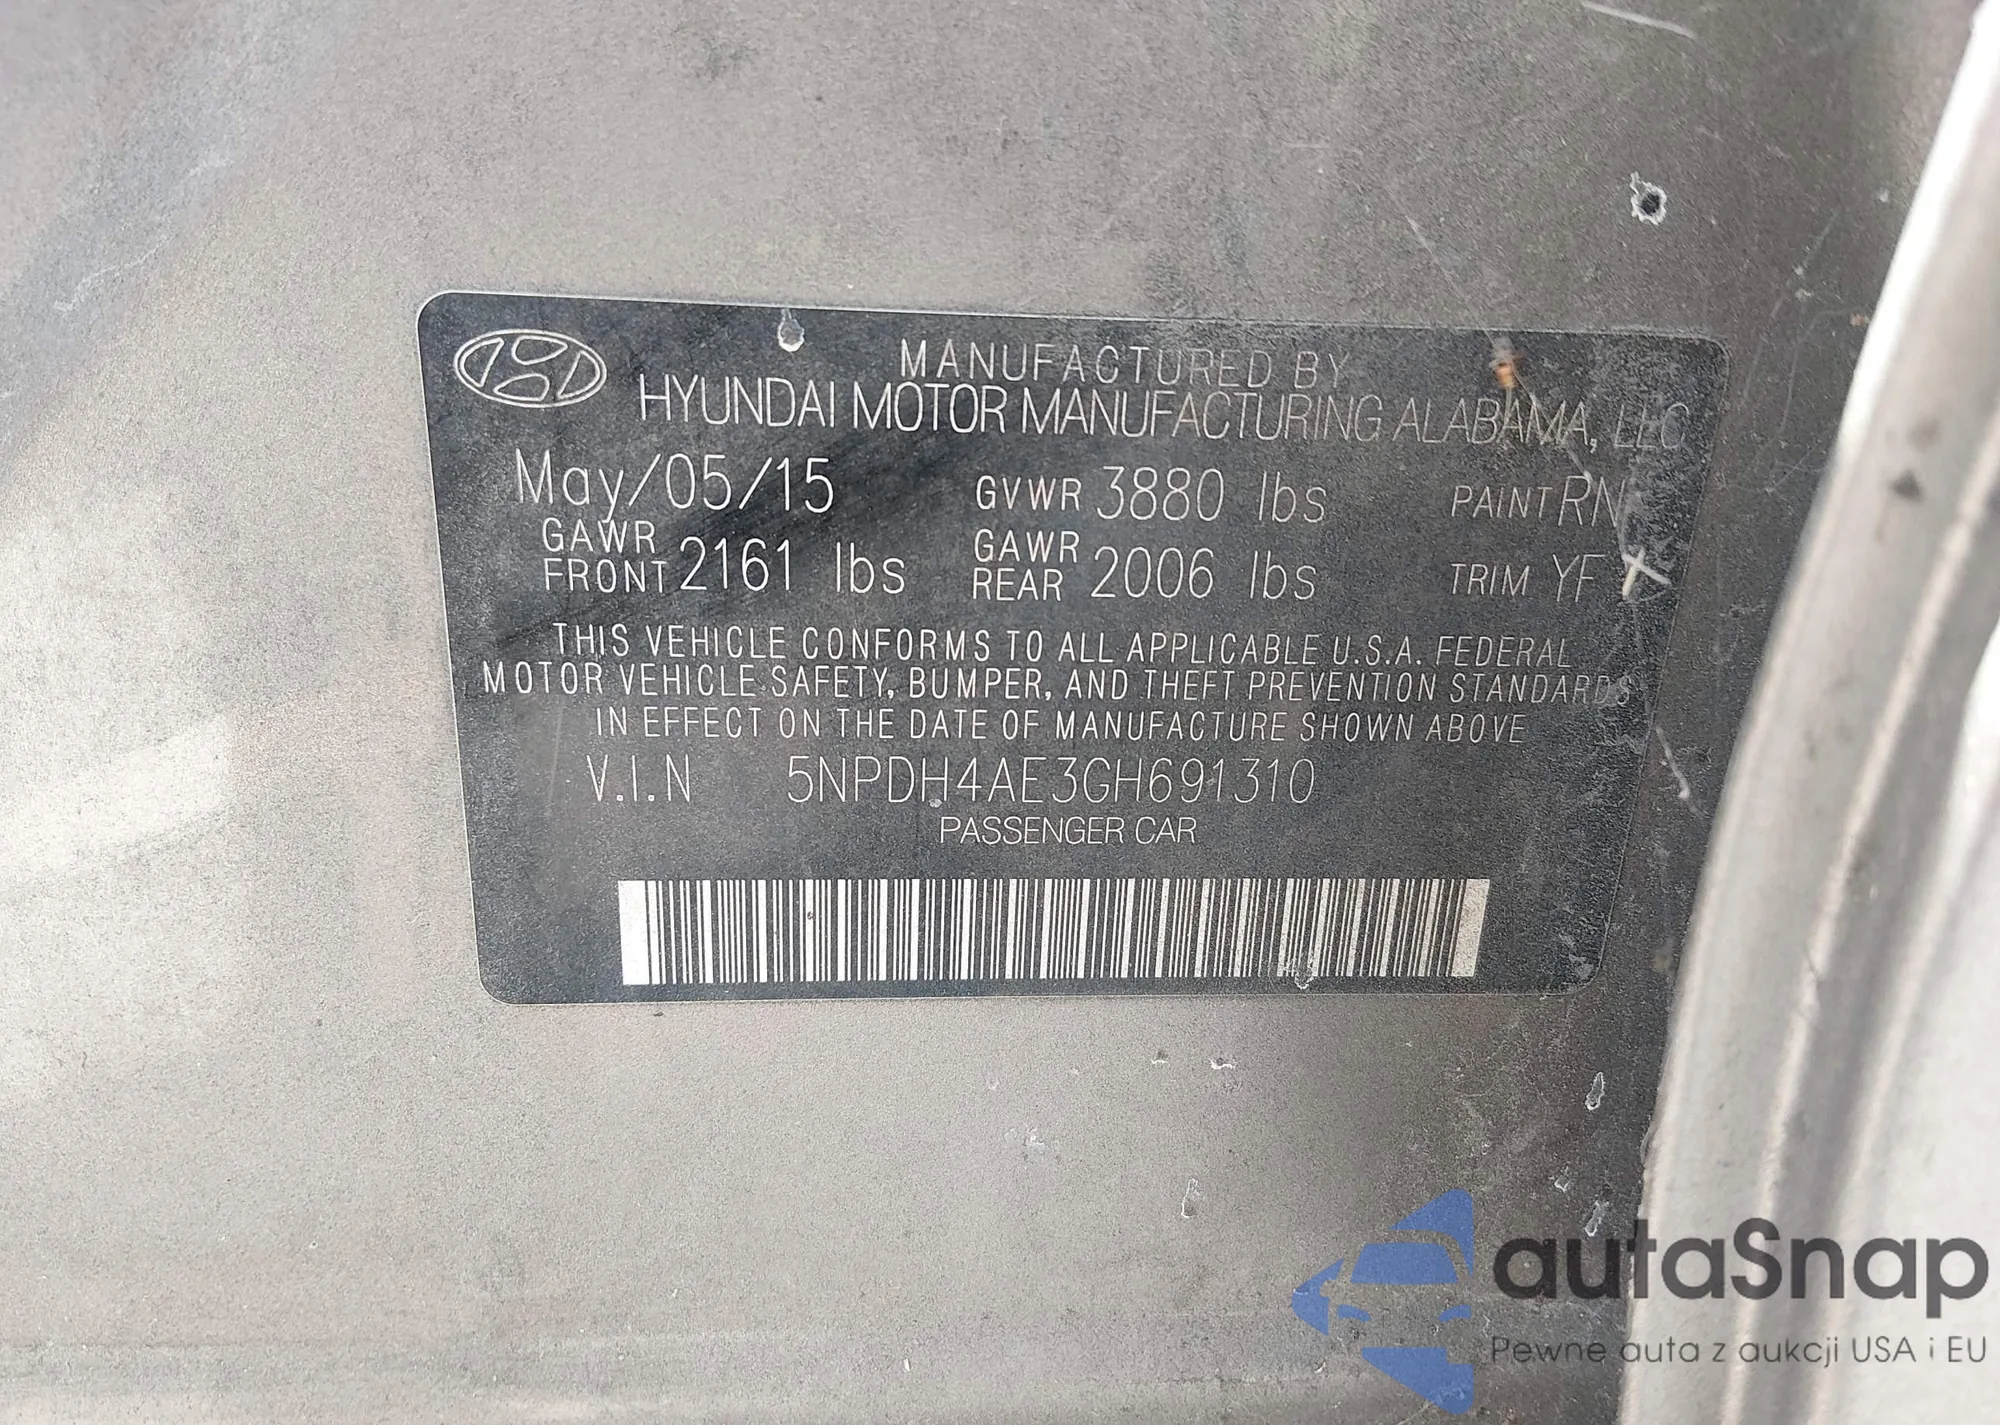 MANUFACTURED BY
HYUNDAI MOTOR MANUFACTURING ALABAMA, LLC
May/05/15 GVWR 3880 lbs PAINT
GAWR FRONT 2161 lbs GAWR REAR 2006 lbs TRIM
THIS VEHICLE CONFORMS TO ALL APPLICABLE U.S.A. FEDERAL
MOTOR VEHICLE SAFETY, BUMPER, AND THEFT PREVENTION STANDARDS
IN EFFECT ON THE DATE OF MANUFACTURE SHOWN ABOVE
V.I.N 5NPDH4AE3GH691310
PASSENGER CAR
autaSnap
Pewne auta z aukcji USA i EU